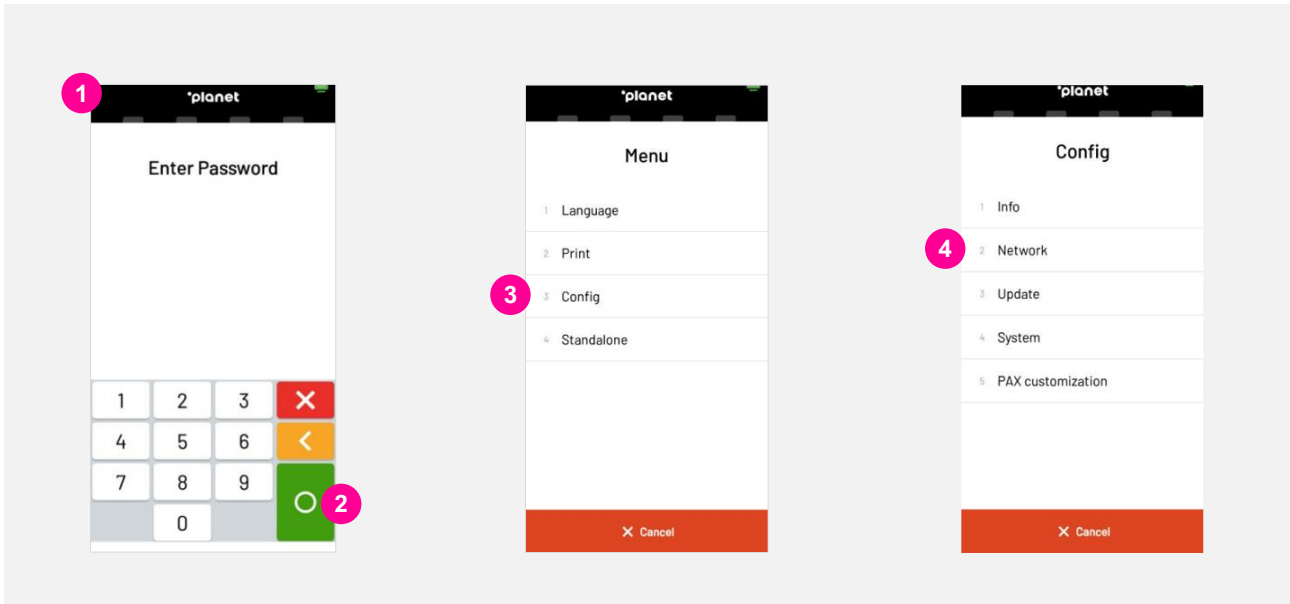 1
planet
Enter Password
1 2 3
4 5 6
7 8 9
0
2
planet
Menu
1 Language
2 Print
3
3 Config
4 Standalone
Cancel
planet
Config
1 Info
4
2 Network
3 Update
4 System
5 PAX customization
Cancel